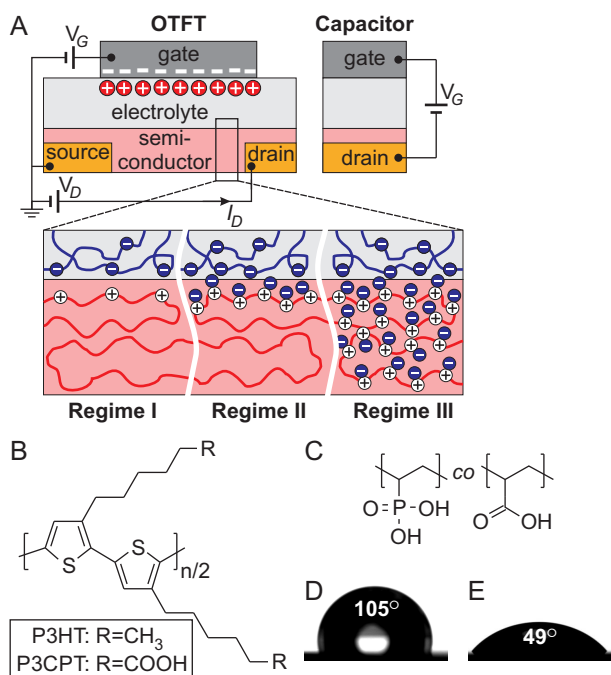 A
OTFT
Capacitor
V_G
gate
gate
+ + + + + + + + +
V_G
electrolyte
semi-
conductor
source
drain
drain
V_D
I_D
Regime I
Regime II
Regime III
B
C
R
S
S
n/2
R
P3HT: R=CH₃
P3CPT: R=COOH
co
O
P
OH
OH
O
OH
D
105°
E
49°